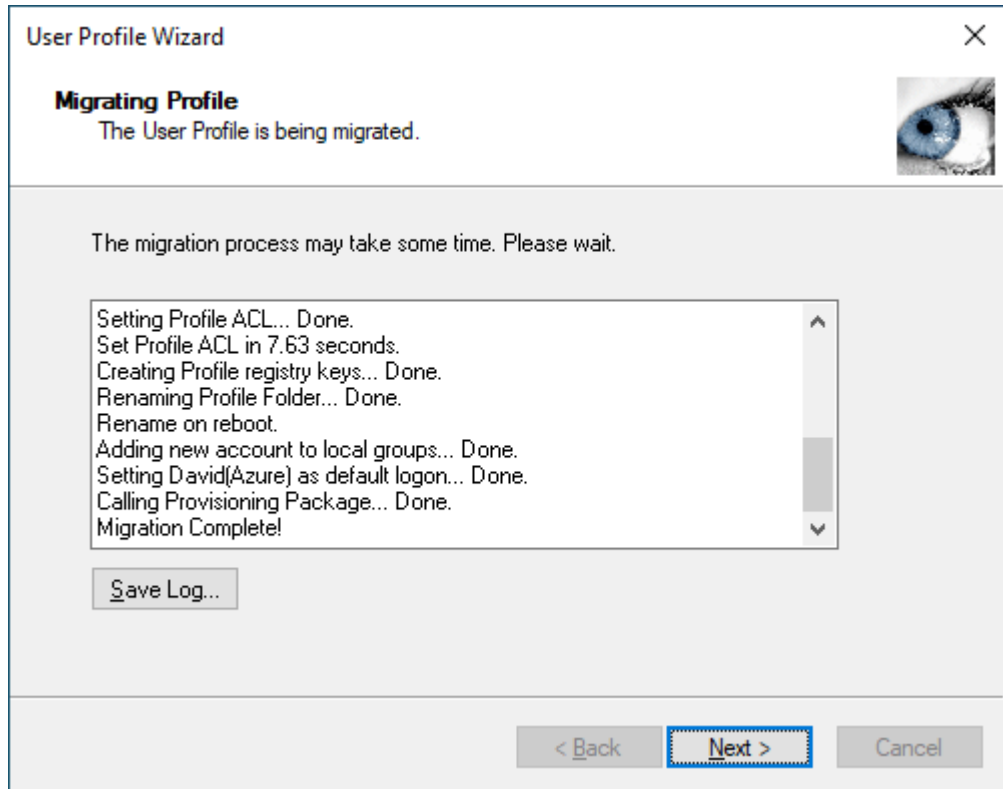 User Profile Wizard
Migrating Profile
The User Profile is being migrated.
The migration process may take some time. Please wait.
Setting Profile ACL... Done.
Set Profile ACL in 7.63 seconds.
Creating Profile registry keys... Done.
Renaming Profile Folder... Done.
Rename on reboot.
Adding new account to local groups... Done.
Setting David(Azure) as default logon... Done.
Calling Provisioning Package... Done.
Migration Complete!
Save Log...
< Back
Next >
Cancel